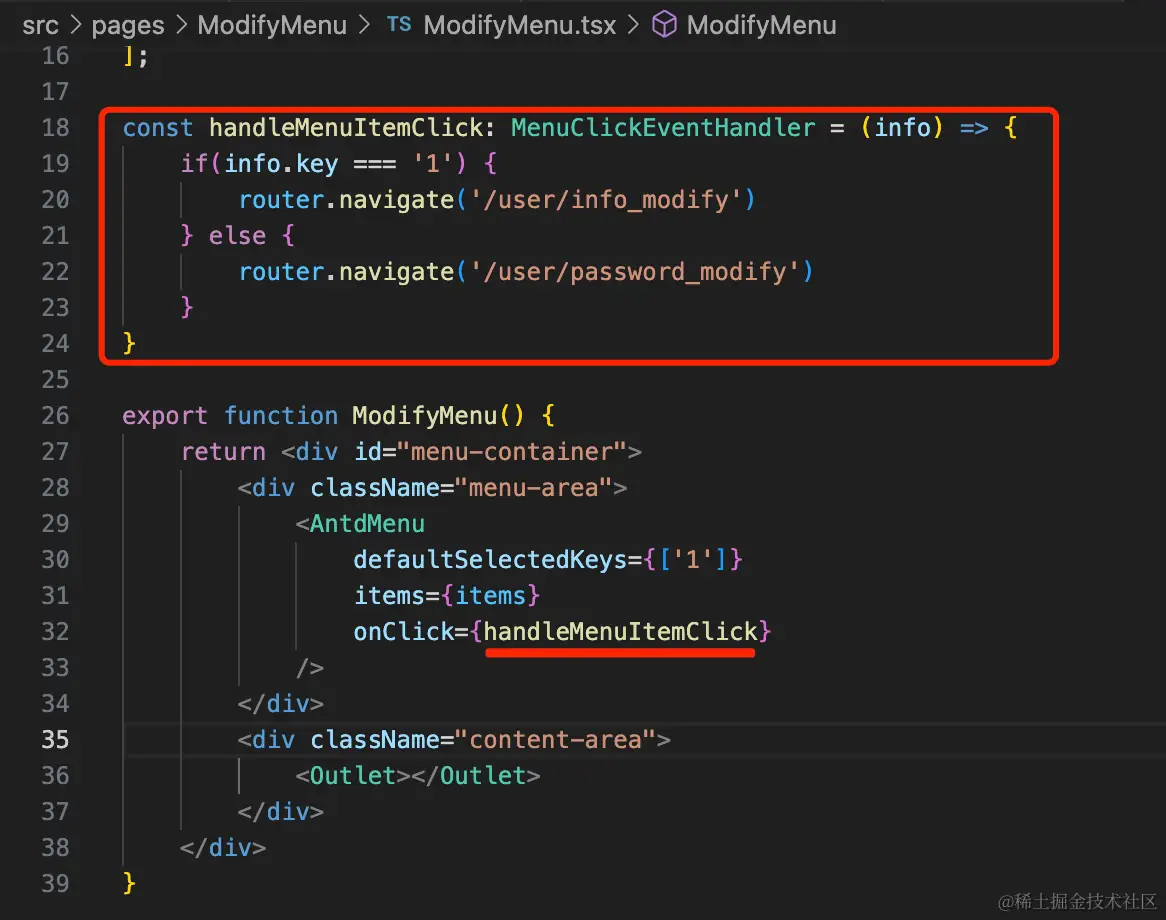 src > pages > ModifyMenu > TS ModifyMenu.tsx > ModifyMenu
16 ];
17
18 const handleMenuItemClick: MenuClickEventHandler = (info) => {
19     if(info.key === '1') {
20         router.navigate('/user/info_modify')
21     } else {
22         router.navigate('/user/password_modify')
23     }
24 }
25
26 export function ModifyMenu() {
27     return <div id="menu-container">
28         <div className="menu-area">
29             <AntdMenu
30                 defaultSelectedKeys={['1']}
31                 items={items}
32                 onClick={handleMenuItemClick}
33             />
34         </div>
35         <div className="content-area">
36             <Outlet></Outlet>
37         </div>
38     </div>
39 }
@稀土掘金技术社区